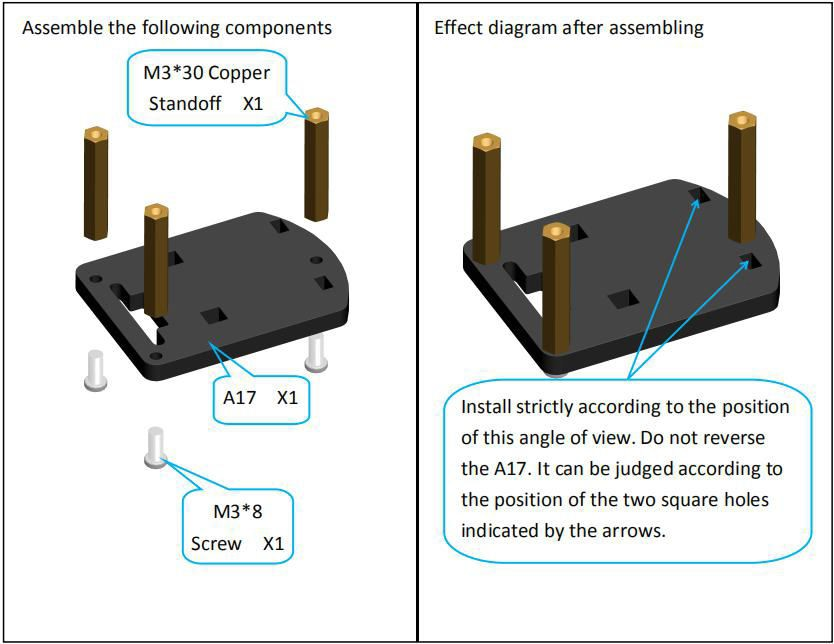 Assemble the following components
M3*30 Copper
Standoff X1
A17 X1
M3*8
Screw X1
Effect diagram after assembling
Install strictly according to the position
of this angle of view. Do not reverse
the A17. It can be judged according to
the position of the two square holes
indicated by the arrows.